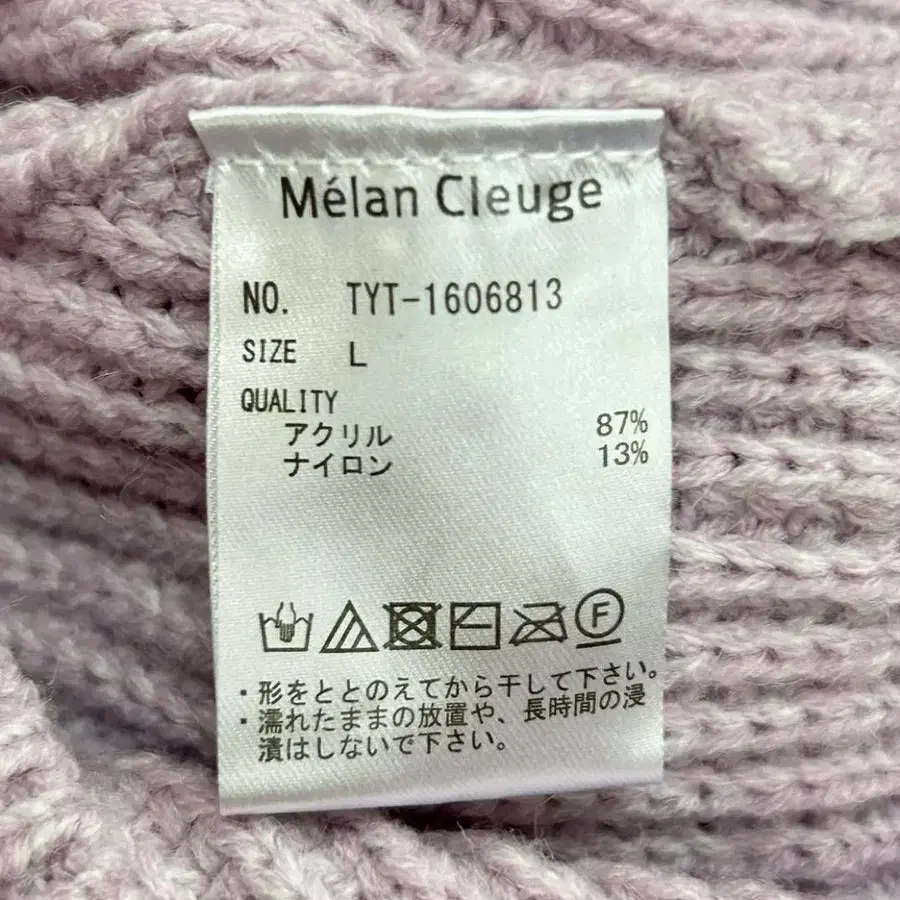 Mélan Cleuge
NO. TYT-1606813
SIZE L
QUALITY
アクリル 87%
ナイロン 13%
F
・形をととのえてから干して下さい。
・濡れたままの放置や、長時間の浸
漬はしないで下さい。